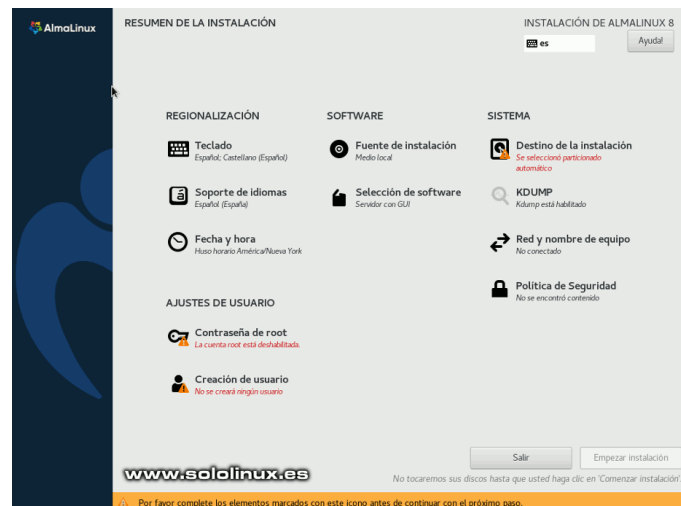 AlmaLinux
RESUMEN DE LA INSTALACIÓN
INSTALACIÓN DE ALMALINUX 8
es
Ayuda!
REGIONALIZACIÓN
Teclado
Español; Castellano (Español)
Soporte de idiomas
Español (España)
Fecha y hora
Huso horario América/Nueva York
AJUSTES DE USUARIO
Contraseña de root
La cuenta root está deshabilitada.
Creación de usuario
No se creará ningún usuario
SOFTWARE
Fuente de instalación
Medio local
Selección de software
Servidor con GUI
SISTEMA
Destino de la instalación
Se seleccionó particionado
automático
KDUMP
Kdump está habilitado
Red y nombre de equipo
No conectado
Política de Seguridad
No se encontró contenido
Salir
Empezar instalación
www.sololinux.es
No tocaremos sus discos hasta que usted haga clic en 'Comenzar instalación'.
Por favor complete los elementos marcados con este icono antes de continuar con el próximo paso.